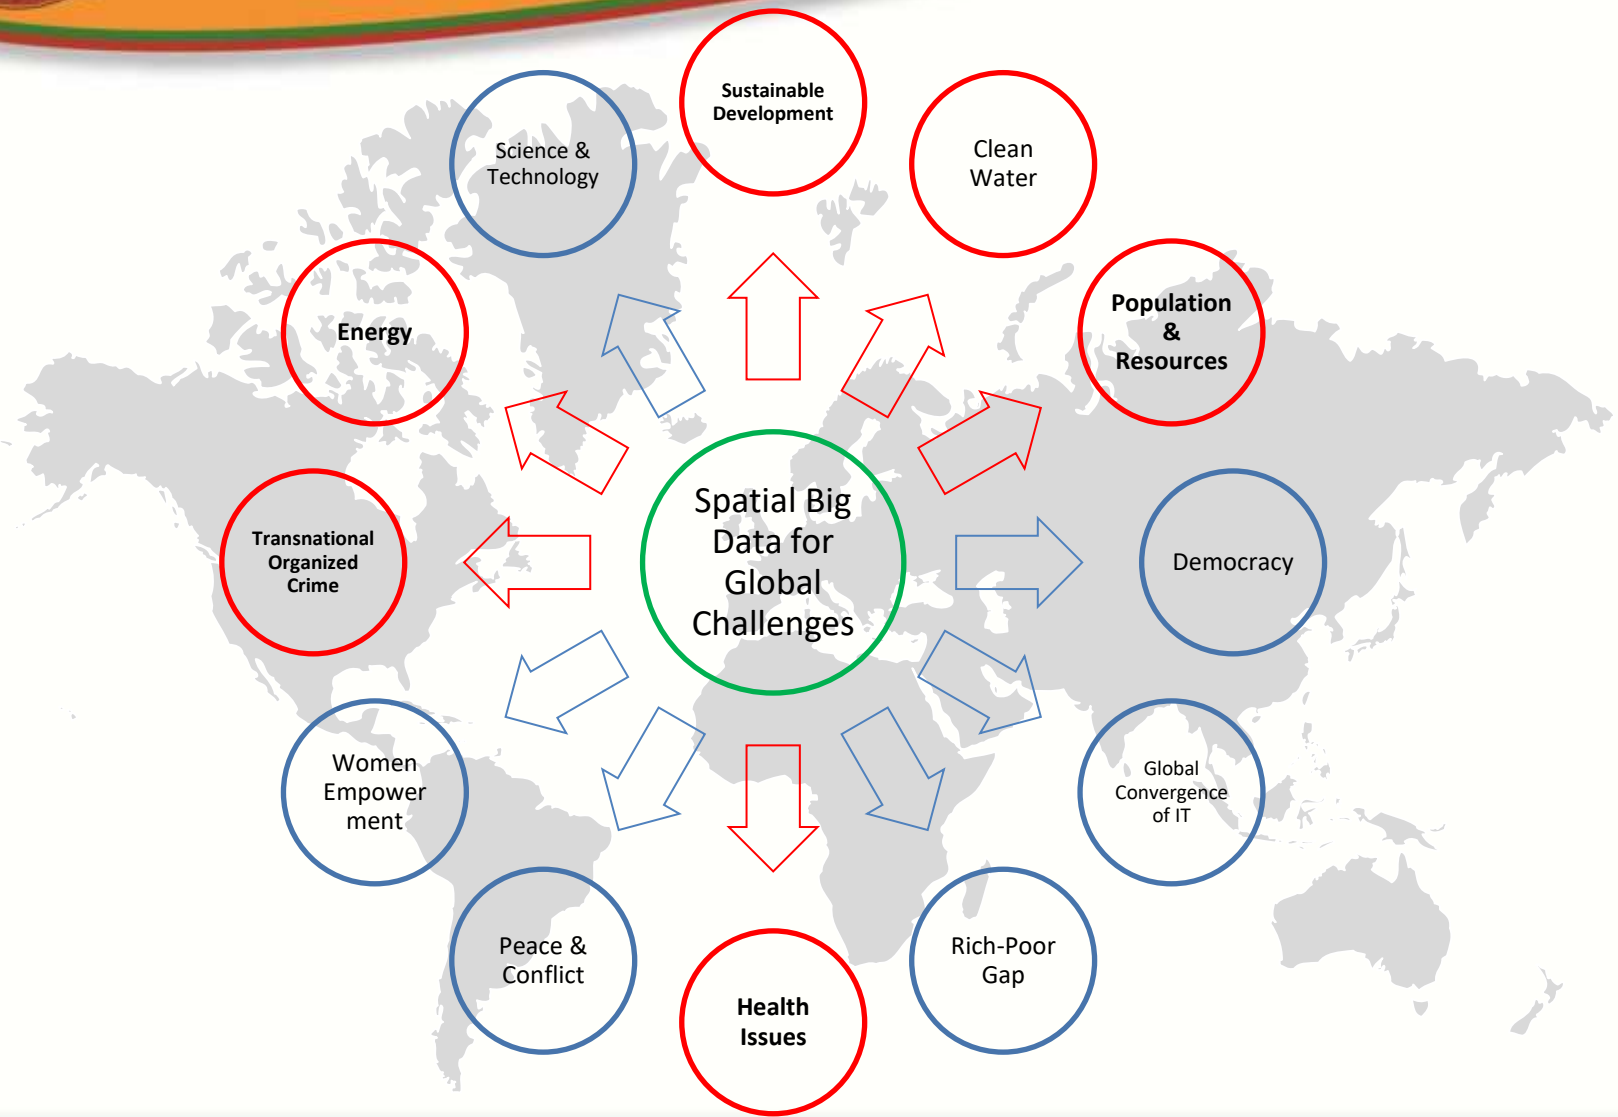 Sustainable
Development
Clean
Water
Population
&
Resources
Democracy
Global
Convergence
of IT
Rich-Poor
Gap
Health
Issues
Peace &
Conflict
Women
Empower
ment
Transnational
Organized
Crime
Energy
Science &
Technology
Spatial Big
Data for
Global
Challenges